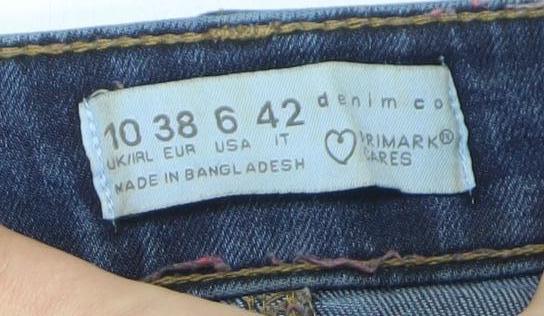 10 38 6 42 denim co
UK/IRL EUR USA IT PRIMARK®
MADE IN BANGLADESH CARES